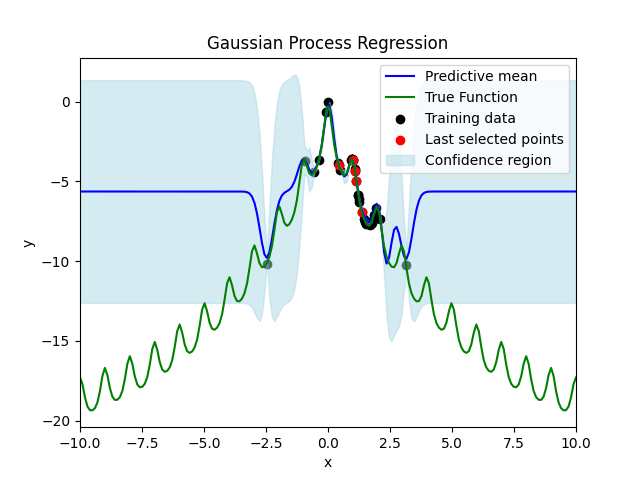 Gaussian Process Regression
Predictive mean
True Function
Training data
Last selected points
Confidence region
y
0
−5
−10
−15
−20
−10.0 −7.5 −5.0 −2.5 0.0 2.5 5.0 7.5 10.0
x